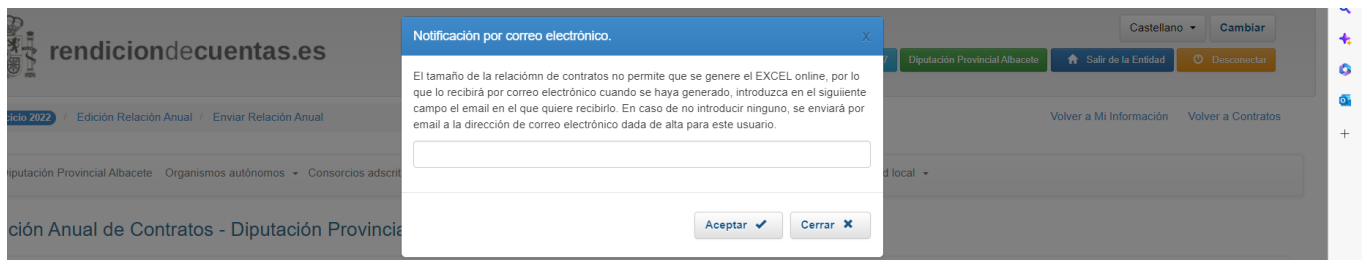 Notificación por correo electrónico.
X
Castellano
Cambiar
rendiciondecuentas.es
Diputación Provincial Albacete
Salir de la Entidad
Desconectar
El tamaño de la relaciómn de contratos no permite que se genere el EXCEL online, por lo
que lo recibirá por correo electrónico cuando se haya generado, introduzca en el siguiiente
campo el email en el que quiere recibirlo. En caso de no introducir ninguno, se enviará por
email a la dirección de correo electrónico dada de alta para este usuario.
cicio 2022 / Edición Relación Anual / Enviar Relación Anual
Volver a Mi Información Volver a Contratos
iputación Provincial Albacete Organismos autónomos Consorcios adscrit
d local
Aceptar
Cerrar
ción Anual de Contratos - Diputación Provincia